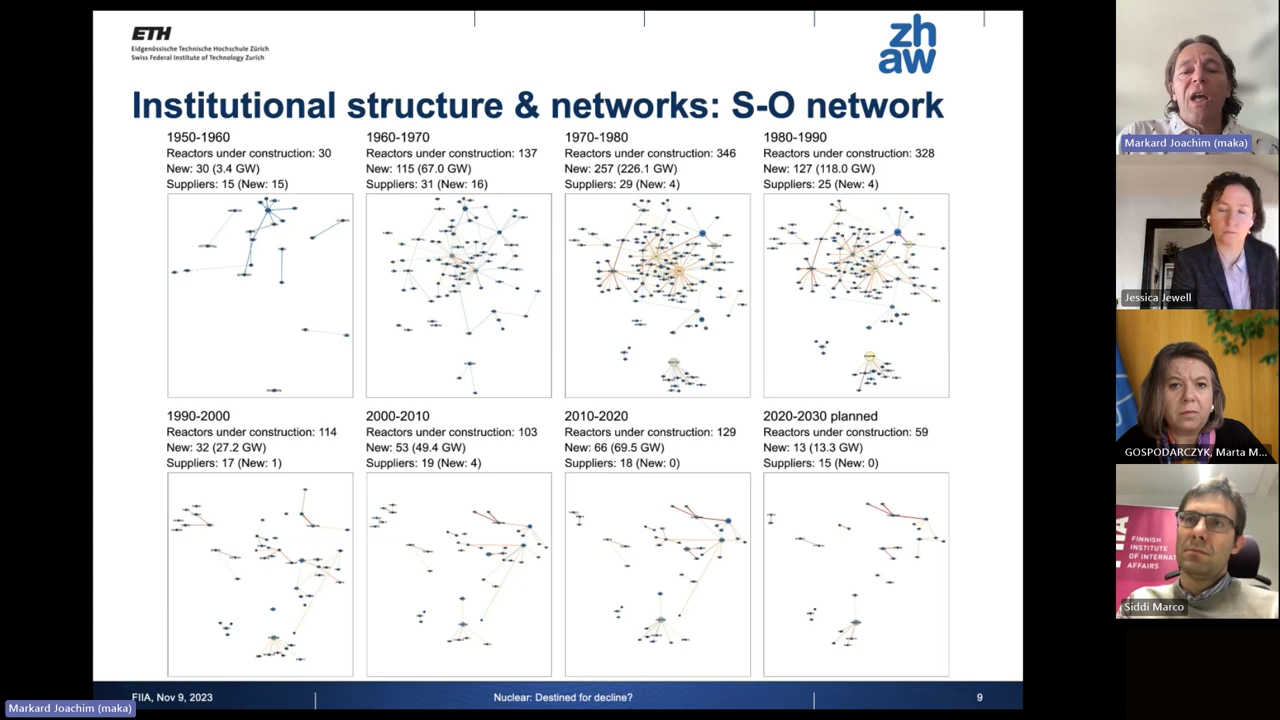 ETH
Eidgenössische Technische Hochschule Zürich
Swiss Federal Institute of Technology Zurich
zh
aw
Institutional structure & networks: S-O network
1950-1960
Reactors under construction: 30
New: 30 (3.4 GW)
Suppliers: 15 (New: 15)
1960-1970
Reactors under construction: 137
New: 115 (67.0 GW)
Suppliers: 31 (New: 16)
1970-1980
Reactors under construction: 346
New: 257 (226.1 GW)
Suppliers: 29 (New: 4)
1980-1990
Reactors under construction: 328
New: 127 (118.0 GW)
Suppliers: 25 (New: 4)
1990-2000
Reactors under construction: 114
New: 32 (27.2 GW)
Suppliers: 17 (New: 1)
2000-2010
Reactors under construction: 103
New: 53 (49.4 GW)
Suppliers: 19 (New: 4)
2010-2020
Reactors under construction: 129
New: 66 (69.5 GW)
Suppliers: 18 (New: 0)
2020-2030 planned
Reactors under construction: 59
New: 13 (13.3 GW)
Suppliers: 15 (New: 0)
FIIA, Nov 9, 2023
Nuclear: Destined for decline?
9
Markard Joachim (maka)
Markard Joachim (maka)
Jessica Jewell
GOSPODARCZYK, Marta M...
FINNISH
INSTITUTE
OF INTERNAT
AFFAIRS
Siddi Marco